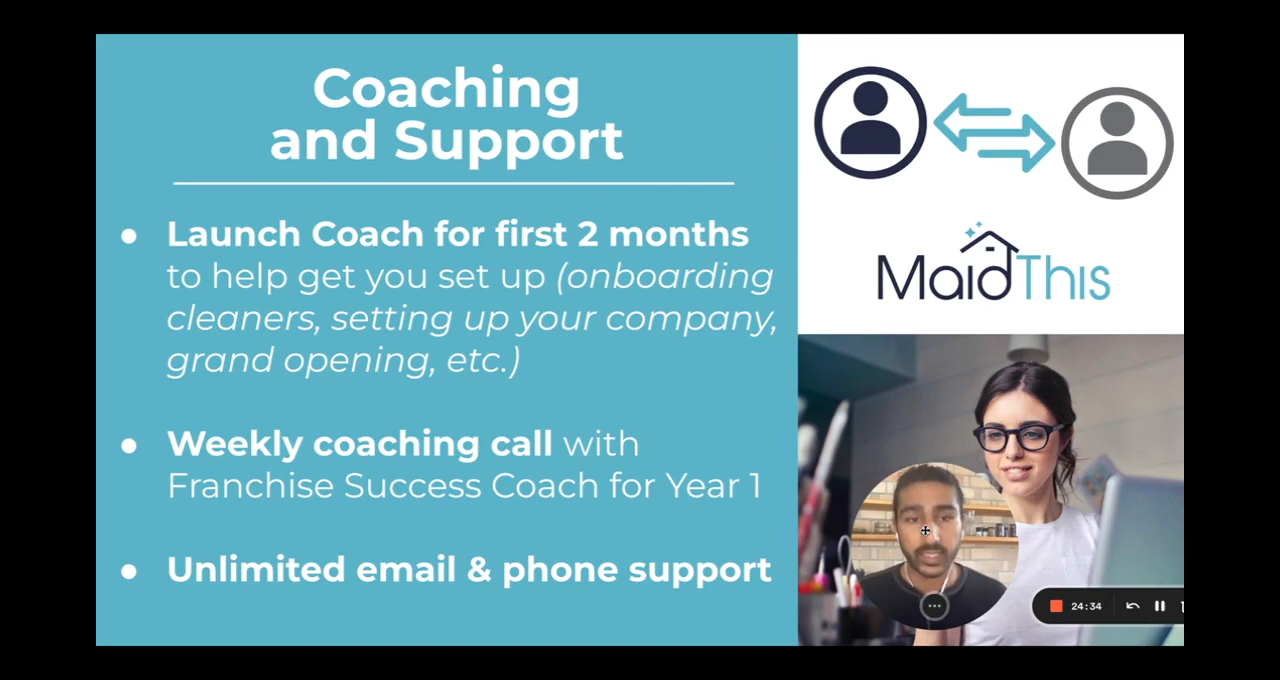 Coaching
and Support
● Launch Coach for first 2 months
to help get you set up (onboarding
cleaners, setting up your company,
grand opening, etc.)
● Weekly coaching call with
Franchise Success Coach for Year 1
● Unlimited email & phone support
MaidThis
24:34